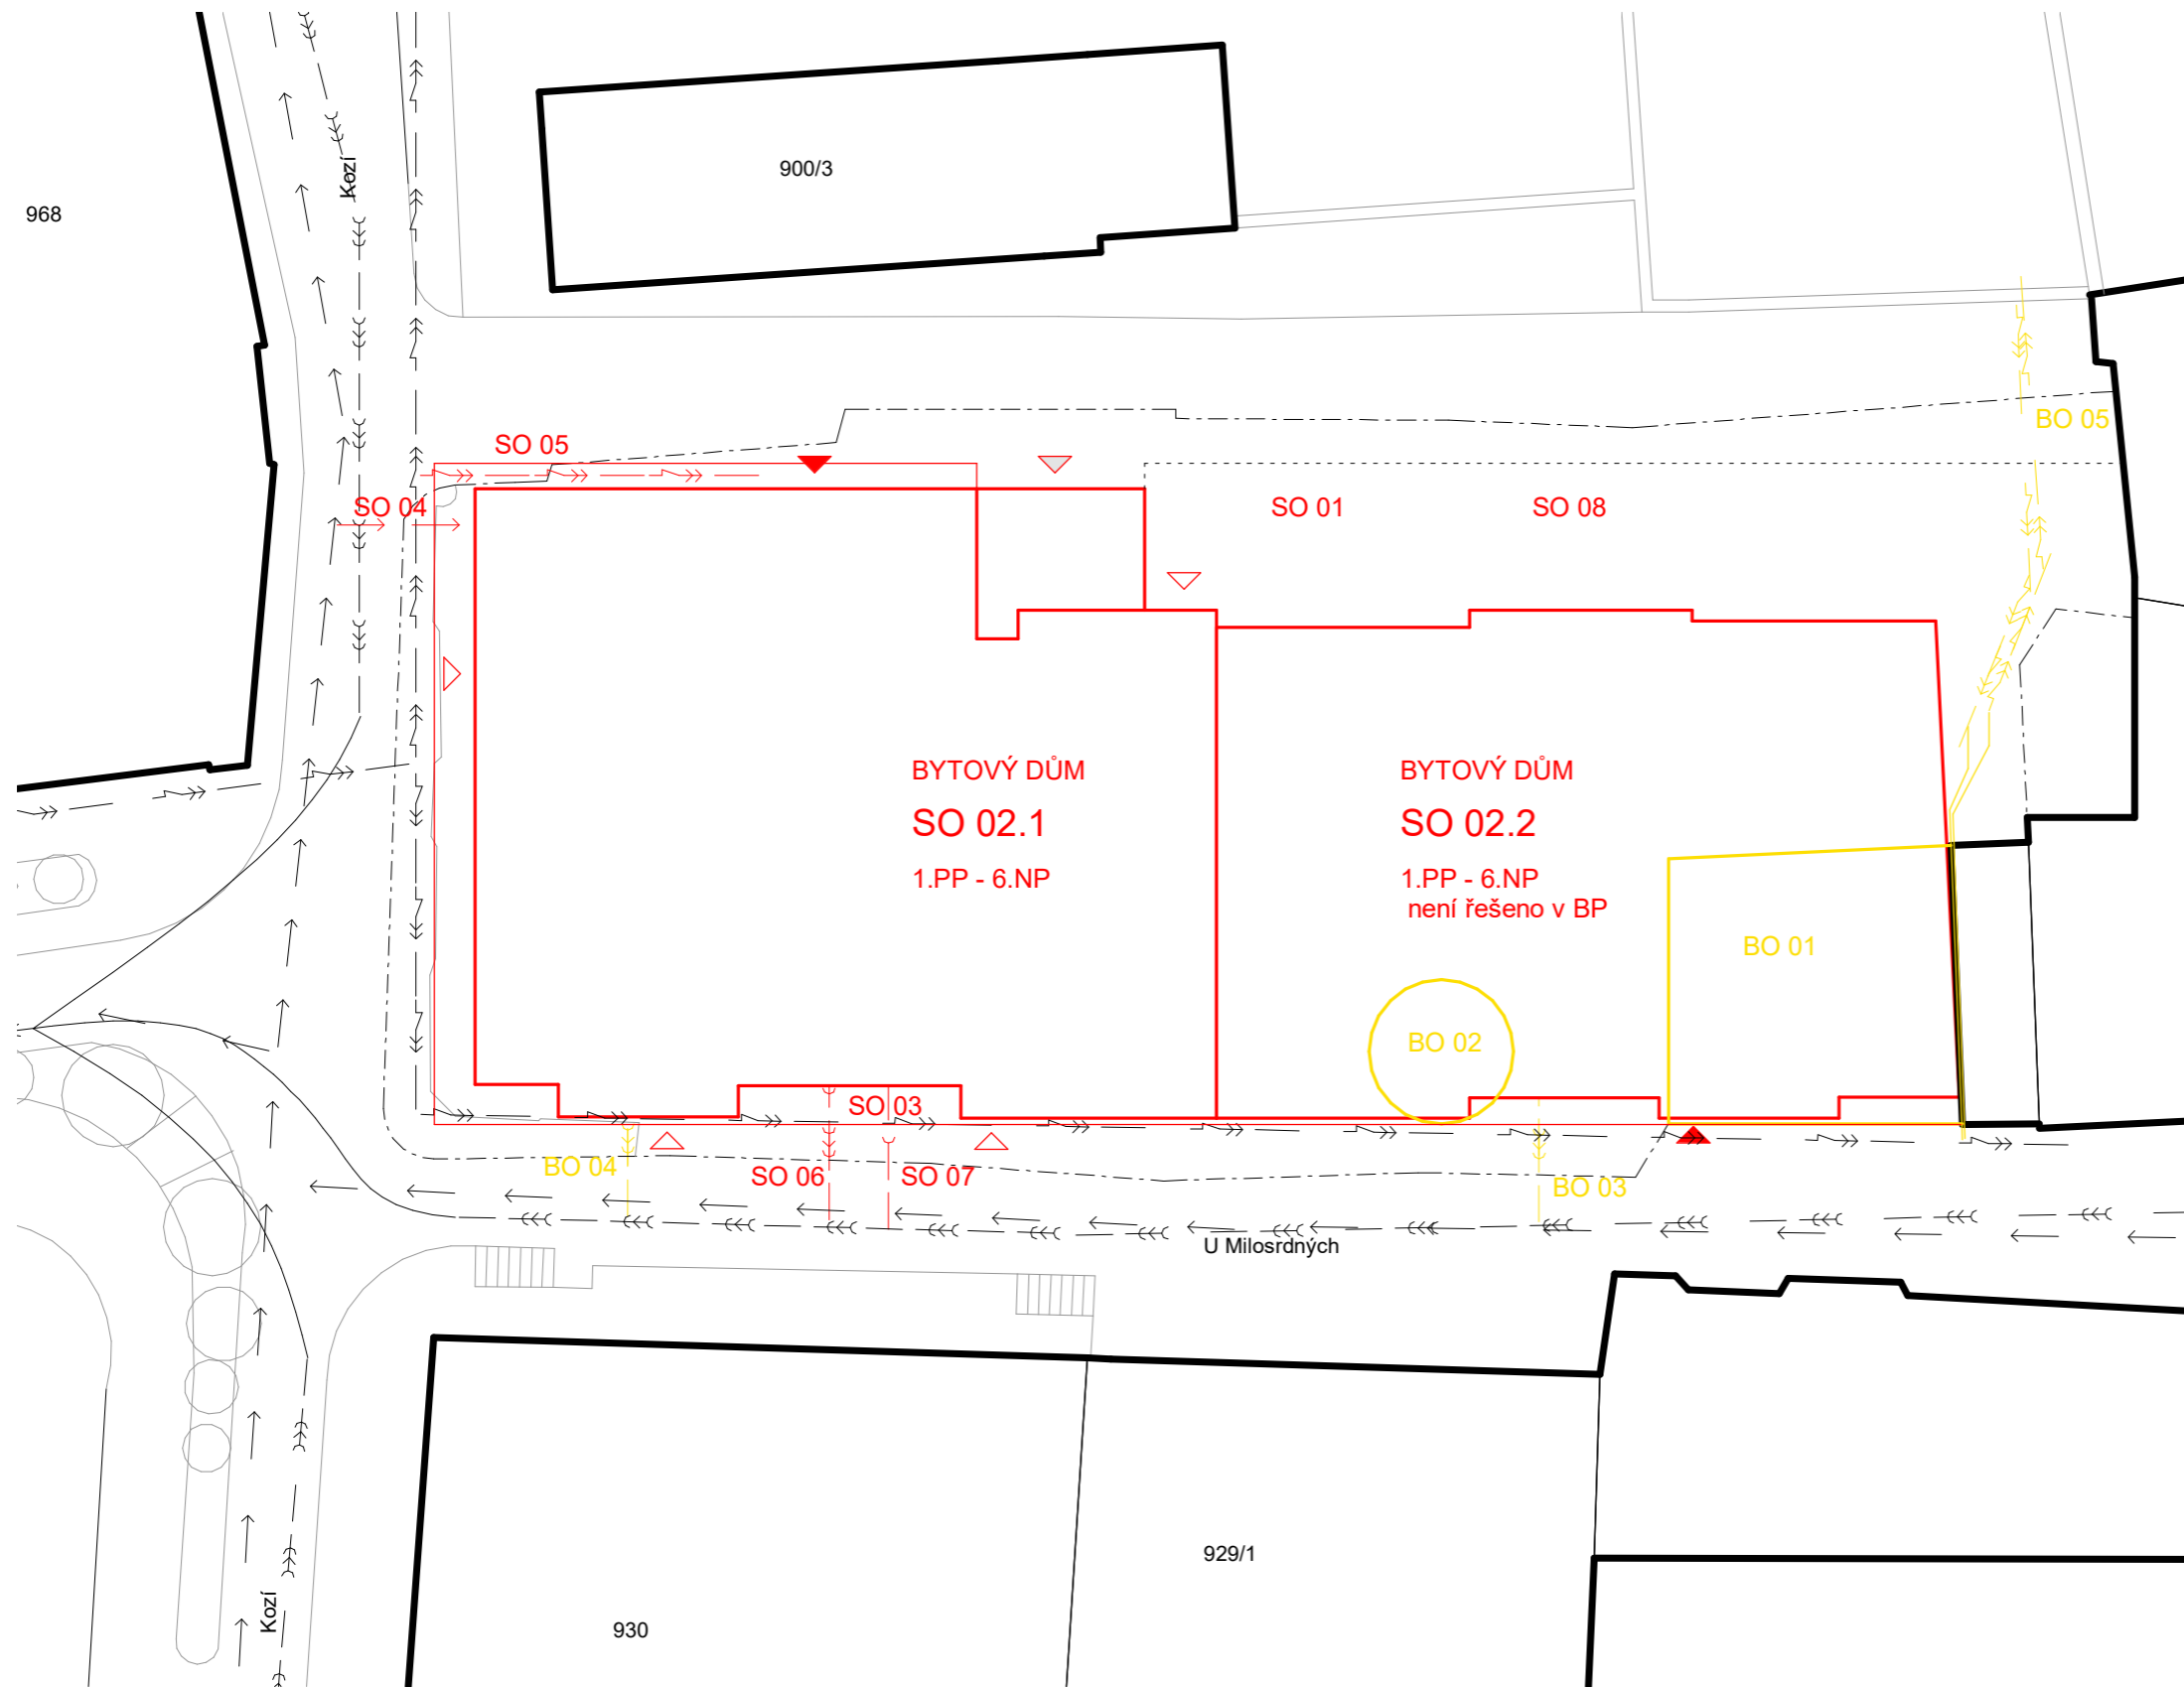 Kozí
900/3
968
BO 05
SO 05
SO 04
SO 01
SO 08
BYTOVÝ DŮM
SO 02.1
1.PP - 6.NP
BYTOVÝ DŮM
SO 02.2
1.PP - 6.NP
není řešeno v BP
BO 01
BO 02
SO 03
BO 04
SO 06
SO 07
BO 03
U Milosrdných
929/1
Kozí
930